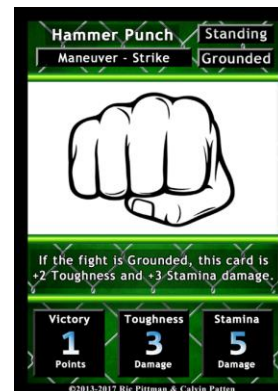 Hammer Punch Standing
Maneuver - Strike Grounded
If the fight is Grounded, this card is
+2 Toughness and +3 Stamina damage.
Victory Toughness Stamina
1 3 5
Points Damage Damage
©2013-2017 Ric Pittman & Calvin Patten